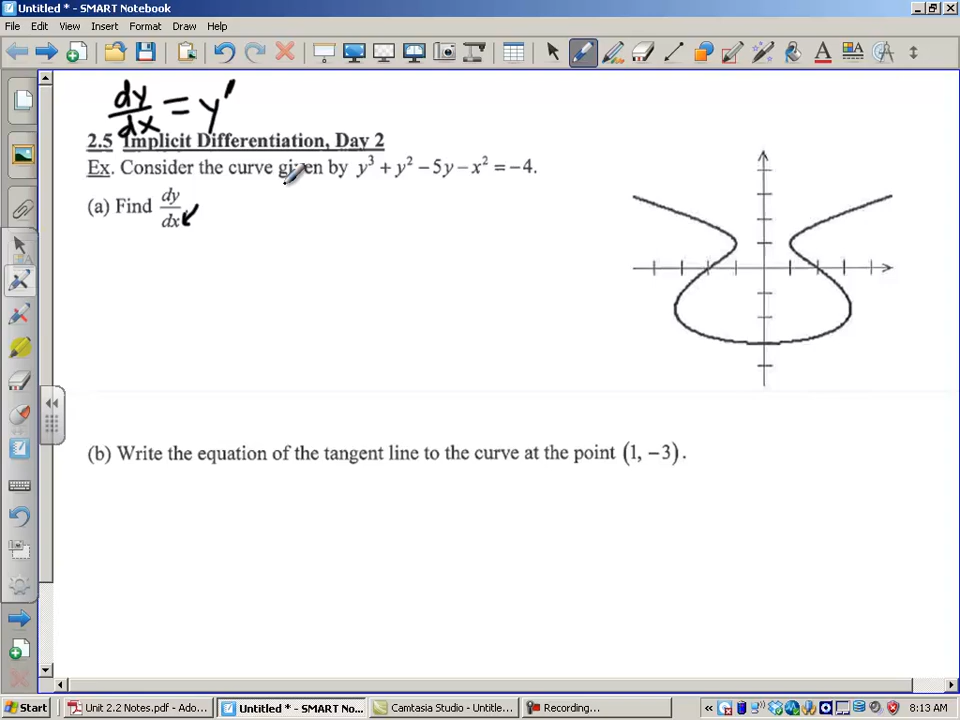 Untitled * - SMART Notebook
File Edit View Insert Format Draw Help
dy/dx = y'
2.5 Implicit Differentiation, Day 2
Ex. Consider the curve given by y³ + y² − 5y − x² = −4.
(a) Find dy/dx
(b) Write the equation of the tangent line to the curve at the point (1, −3).
Start Unit 2.2 Notes.pdf - Ado... Untitled * - SMART No... Camtasia Studio - Untitle... Recording... 8:13 AM